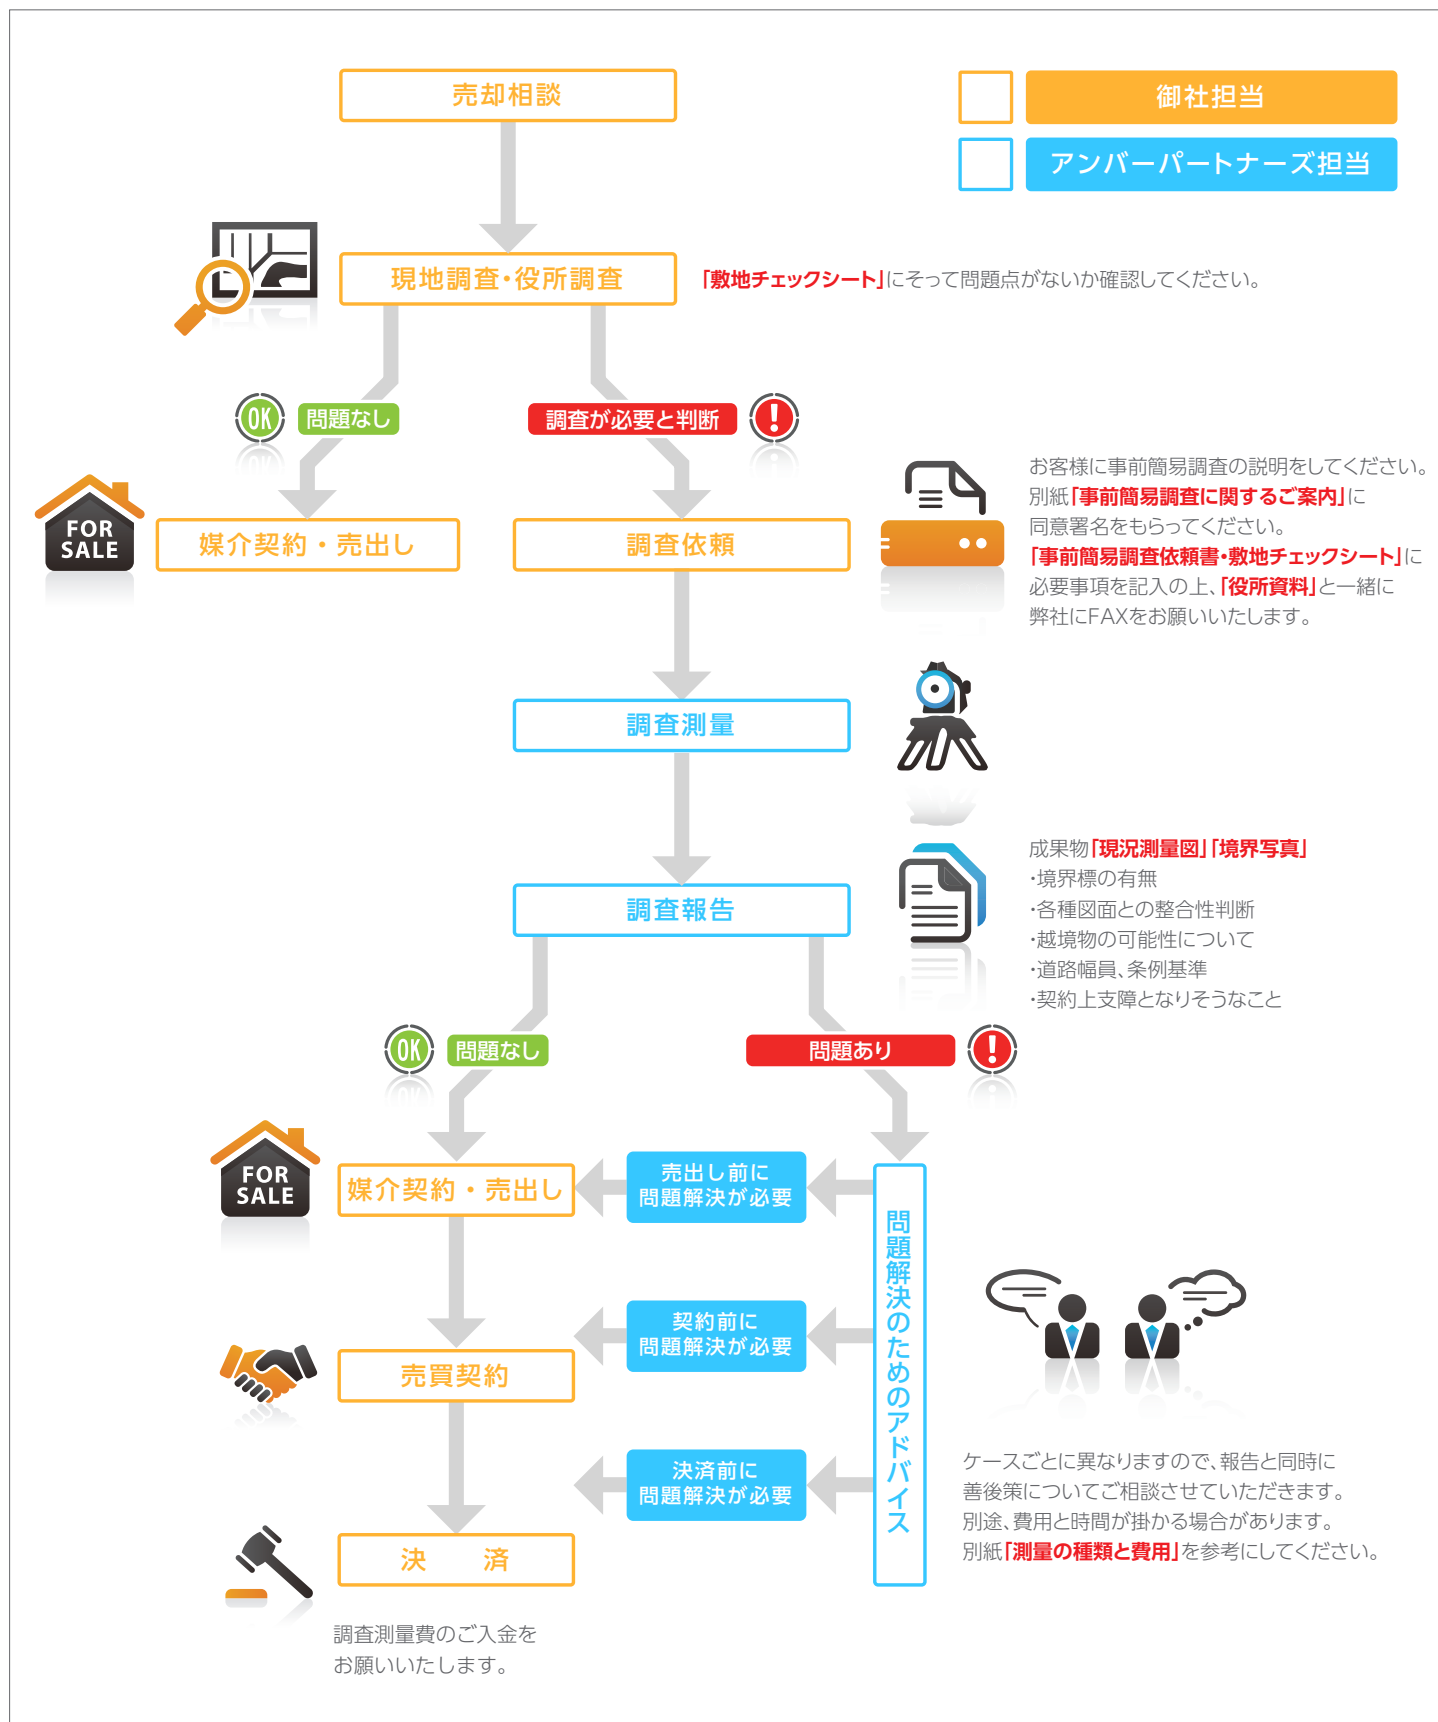 売却相談
御社担当
アンバーパートナーズ担当
現地調査・役所調査
「敷地チェックシート」にそって問題点がないか確認してください。
OK
問題なし
調査が必要と判断
!
FOR
SALE
媒介契約・売出し
調査依頼
お客様に事前簡易調査の説明をしてください。
別紙「事前簡易調査に関するご案内」に
同意署名をもらってください。
「事前簡易調査依頼書・敷地チェックシート」に
必要事項を記入の上、「役所資料」と一緒に
弊社にFAXをお願いいたします。
調査測量
調査報告
成果物「現況測量図」「境界写真」
・境界標の有無
・各種図面との整合性判断
・越境物の可能性について
・道路幅員、条例基準
・契約上支障となりそうなこと
OK
問題なし
問題あり
!
FOR
SALE
媒介契約・売出し
売出し前に
問題解決が必要
問題解決のためのアドバイス
契約前に
問題解決が必要
売買契約
決済前に
問題解決が必要
ケースごとに異なりますので、報告と同時に
善後策についてご相談させていただきます。
別途、費用と時間が掛かる場合があります。
別紙「測量の種類と費用」を参考にしてください。
決　済
調査測量費のご入金を
お願いいたします。